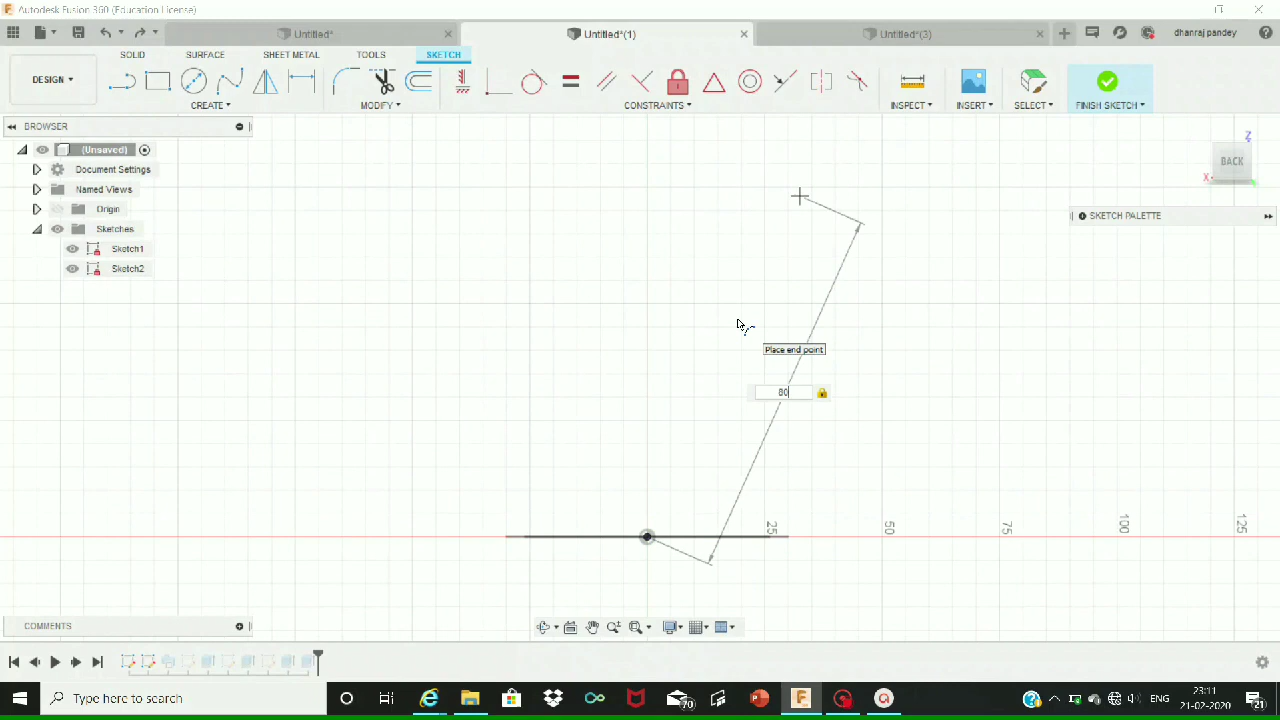 Autodesk Fusion 360 (Education License)
Untitled*
Untitled*(1)
Untitled*(3)
dhanraj pandey
SOLID
SURFACE
SHEET METAL
TOOLS
SKETCH
DESIGN
CREATE
MODIFY
CONSTRAINTS
INSPECT
INSERT
SELECT
FINISH SKETCH
BROWSER
(Unsaved)
Document Settings
Named Views
Origin
Sketches
Sketch1
Sketch2
Z
BACK
X
SKETCH PALETTE
Place end point
80
25
50
75
100
125
COMMENTS
Type here to search
70
ENG
23:11
21-02-2020
21